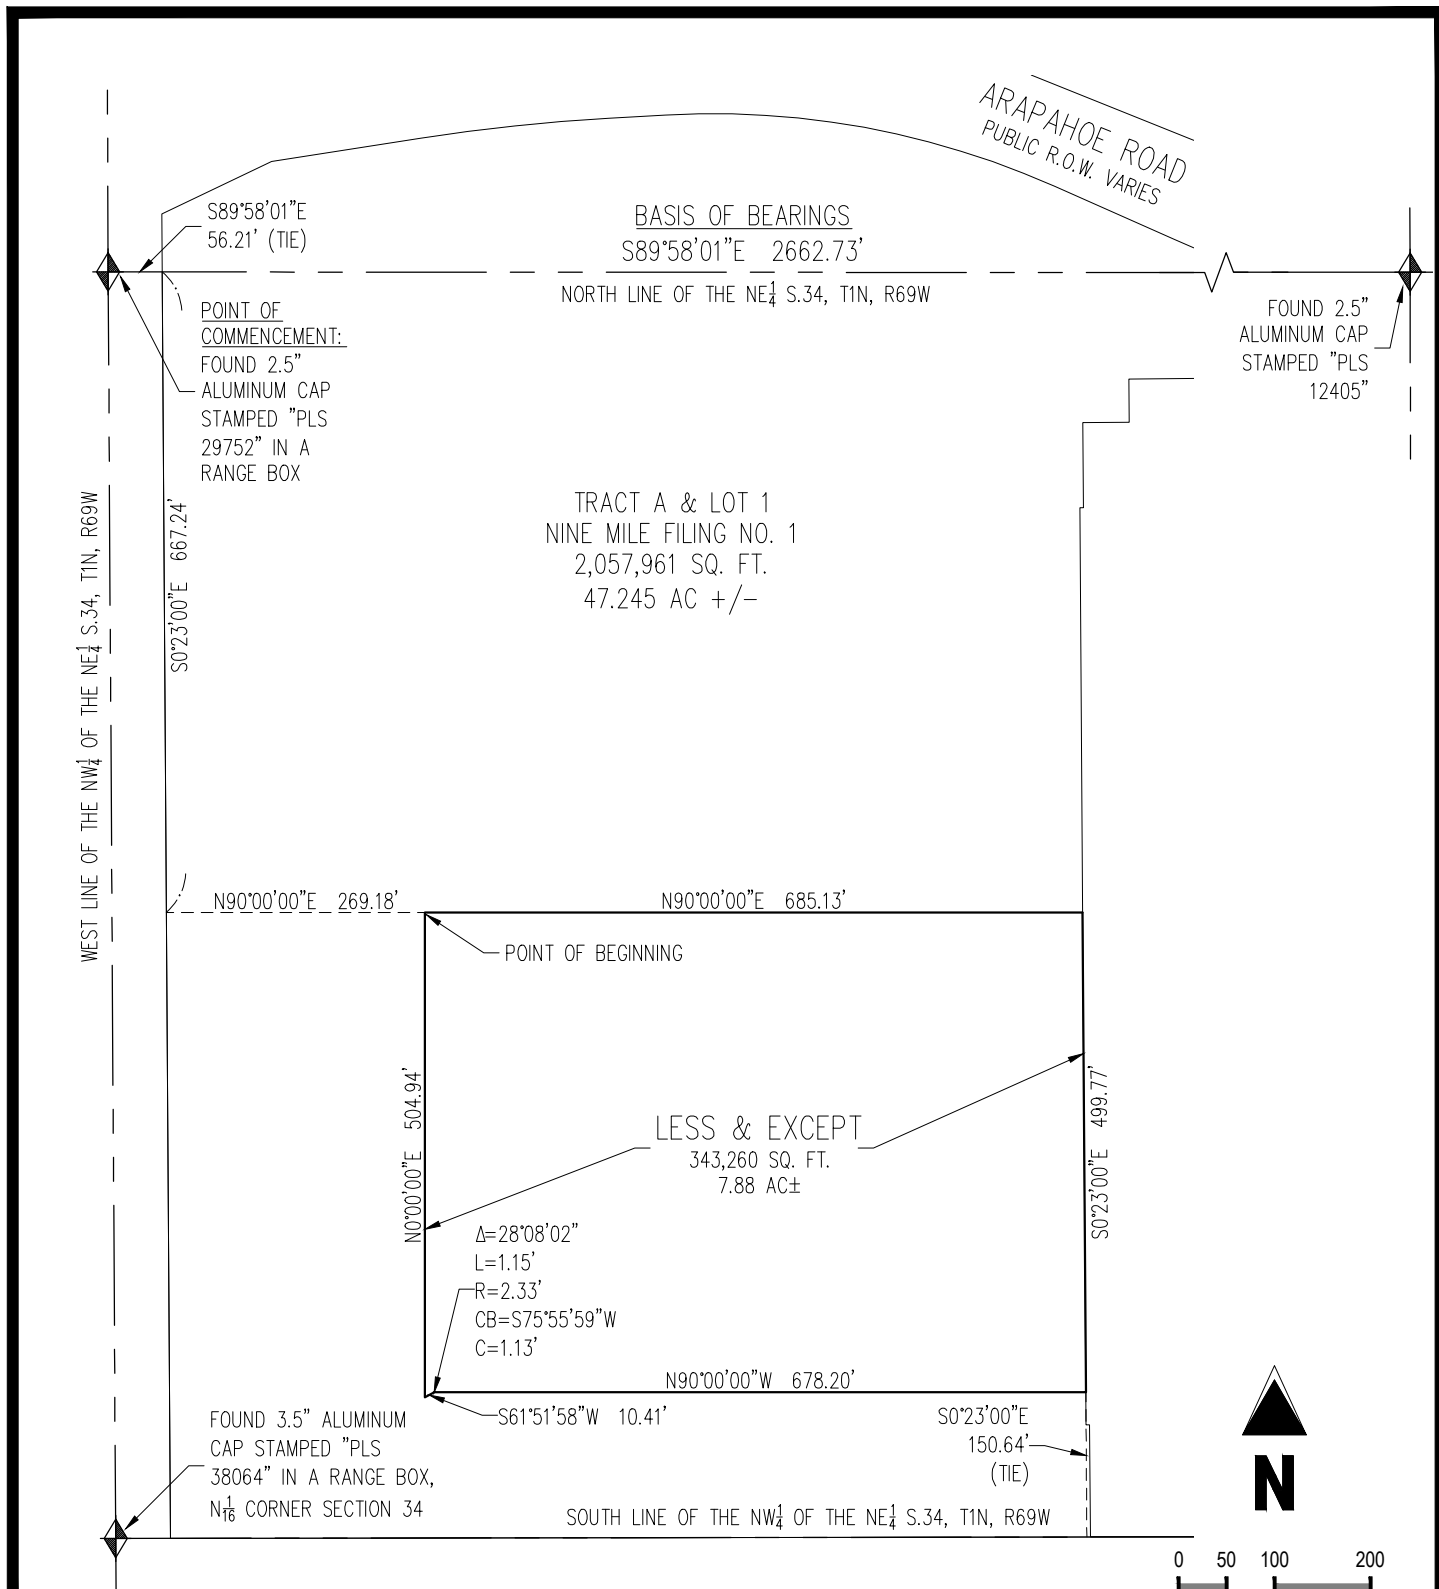 ARAPAHOE ROAD
PUBLIC R.O.W. VARIES
S89°58'01"E
56.21' (TIE)
BASIS OF BEARINGS
S89°58'01"E 2662.73'
NORTH LINE OF THE NE¼ S.34, T1N, R69W
POINT OF
COMMENCEMENT:
FOUND 2.5"
ALUMINUM CAP
STAMPED "PLS
29752" IN A
RANGE BOX
FOUND 2.5"
ALUMINUM CAP
STAMPED "PLS
12405"
WEST LINE OF THE NW¼ OF THE NE¼ S.34, T1N, R69W
S0°23'00"E 667.24'
TRACT A & LOT 1
NINE MILE FILING NO. 1
2,057,961 SQ. FT.
47.245 AC +/-
N90°00'00"E 269.18'
N90°00'00"E 685.13'
POINT OF BEGINNING
N0°00'00"E 504.94'
LESS & EXCEPT
343,260 SQ. FT.
7.88 AC±
S0°23'00"E 499.77'
Δ=28°08'02"
L=1.15'
R=2.33'
CB=S75°55'59"W
C=1.13'
N90°00'00"W 678.20'
S61°51'58"W 10.41'
S0°23'00"E
150.64'
(TIE)
FOUND 3.5" ALUMINUM
CAP STAMPED "PLS
38064" IN A RANGE BOX,
N1/16 CORNER SECTION 34
SOUTH LINE OF THE NW¼ OF THE NE¼ S.34, T1N, R69W
N
0 50 100 200